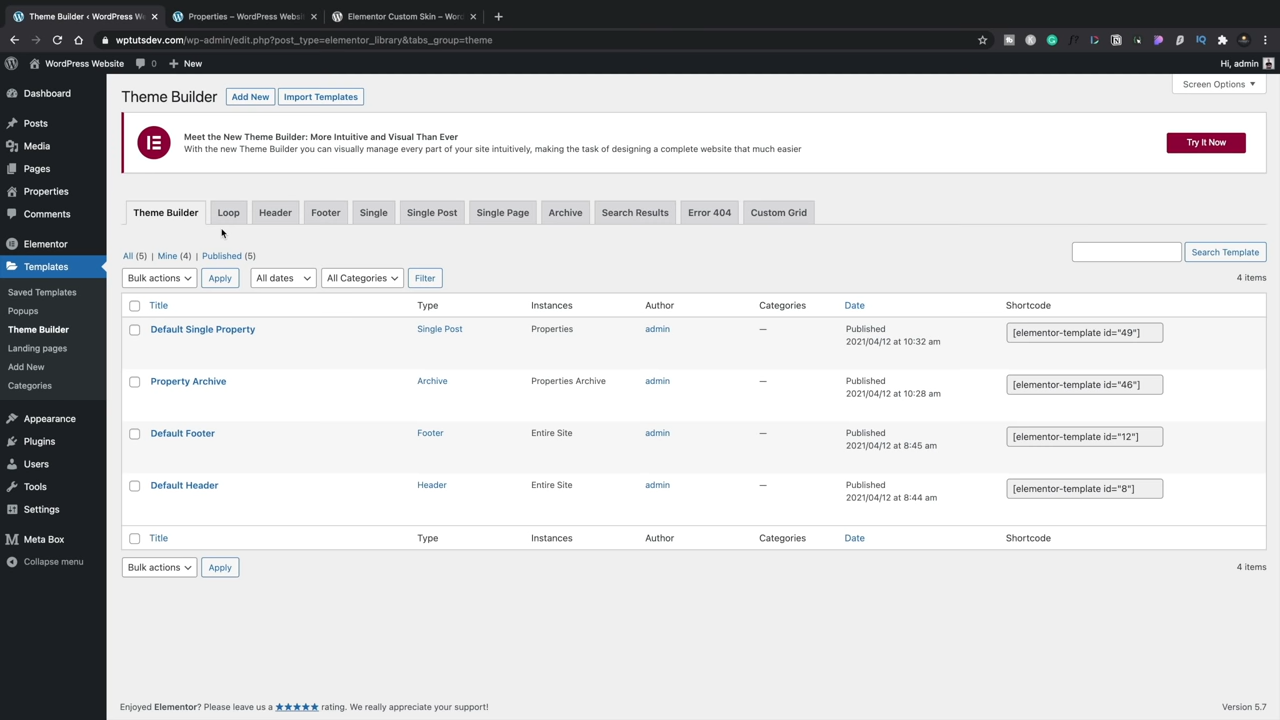 Theme Builder < WordPress We
Properties – WordPress Websit
Elementor Custom Skin – Wor
wptutsdev.com/wp-admin/edit.php?post_type=elementor_library&tabs_group=theme
WordPress Website 0 New Hi, admin
Dashboard
Posts
Media
Pages
Properties
Comments
Elementor
Templates
Saved Templates
Popups
Theme Builder
Landing pages
Add New
Categories
Appearance
Plugins
Users
Tools
Settings
Meta Box
Collapse menu
Screen Options
Theme Builder Add New Import Templates
Meet the New Theme Builder: More Intuitive and Visual Than Ever
With the new Theme Builder you can visually manage every part of your site intuitively, making the task of designing a complete website that much easier
Try It Now
Theme Builder Loop Header Footer Single Single Post Single Page Archive Search Results Error 404 Custom Grid
All (5) | Mine (4) | Published (5)
Search Template
Bulk actions Apply All dates All Categories Filter 4 items
Title Type Instances Author Categories Date Shortcode
Default Single Property Single Post Properties admin — Published [elementor-template id="49"]
2021/04/12 at 10:32 am
Property Archive Archive Properties Archive admin — Published [elementor-template id="46"]
2021/04/12 at 10:28 am
Default Footer Footer Entire Site admin — Published [elementor-template id="12"]
2021/04/12 at 8:45 am
Default Header Header Entire Site admin — Published [elementor-template id="8"]
2021/04/12 at 8:44 am
Title Type Instances Author Categories Date Shortcode
Bulk actions Apply 4 items
Enjoyed Elementor? Please leave us a ★★★★★ rating. We really appreciate your support! Version 5.7